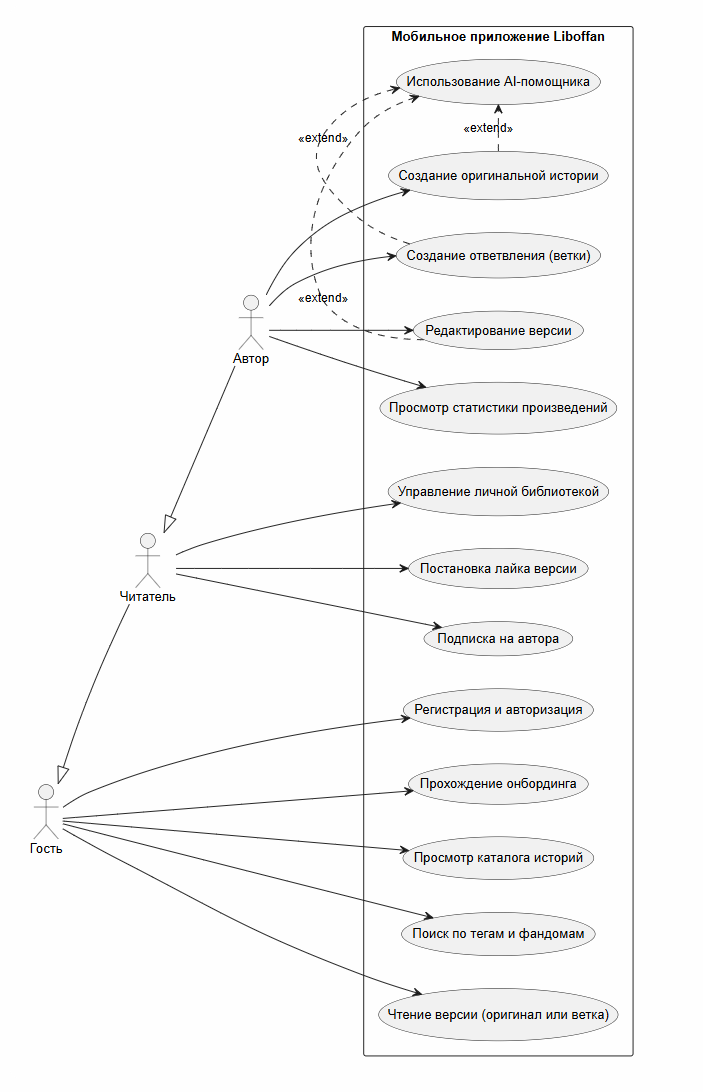 Мобильное приложение Liboffan
Использование AI-помощника
«extend»
«extend»
Создание оригинальной истории
Создание ответвления (ветки)
«extend»
Редактирование версии
Автор
Просмотр статистики произведений
Управление личной библиотекой
Постановка лайка версии
Читатель
Подписка на автора
Регистрация и авторизация
Прохождение онбординга
Гость
Просмотр каталога историй
Поиск по тегам и фандомам
Чтение версии (оригинал или ветка)